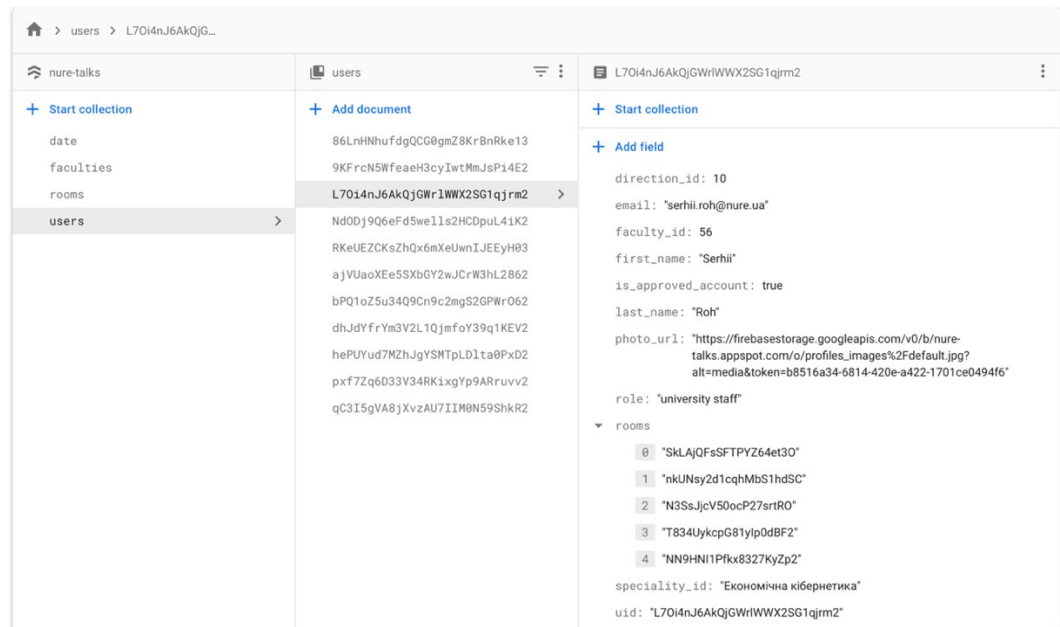 users > L7Oi4nJ6AkQjG...
nure-talks
Start collection
date
faculties
rooms
users
users
Add document
86LnHNhufdgQCG0gmZ8KrBnRke13
9KFrcN5WfeaeH3cyIwtMmJsPi4E2
L7Oi4nJ6AkQjGWrlWWX2SG1qjrm2
NdODj9Q6eFd5wells2HCDpuL4iK2
RKeUEZCKsZhQx6mXeUwnIJEEyH03
ajVUaoXEe5SXbGY2wJCrW3hL2862
bPQ1oZ5u34Q9Cn9c2mgS2GPWrO62
dhJdYfrYm3V2L1QjmfoY39q1KEV2
hePUYud7MZhJgYSMTpLDlta0PxD2
pxf7Zq6D33V34RKixgYp9ARruvv2
qC3I5gVA8jXvzAU7IIM0N59ShkR2
L7Oi4nJ6AkQjGWrlWWX2SG1qjrm2
Start collection
Add field
direction_id: 10
email: "serhii.roh@nure.ua"
faculty_id: 56
first_name: "Serhii"
is_approved_account: true
last_name: "Roh"
photo_url: "https://firebasestorage.googleapis.com/v0/b/nure-
talks.appspot.com/o/profiles_images%2Fdefault.jpg?
alt=media&token=b8516a34-6814-420e-a422-1701ce0494f6"
role: "university staff"
rooms
0 "SkLAjQFsSFTPYZ64et3O"
1 "nkUNsy2d1cqhMbS1hdSC"
2 "N3SsJjcV50ocP27srtRO"
3 "T834UykcpG81yIp0dBF2"
4 "NN9HNI1Pfkx8327KyZp2"
speciality_id: "Економічна кібернетика"
uid: "L7Oi4nJ6AkQjGWrlWWX2SG1qjrm2"